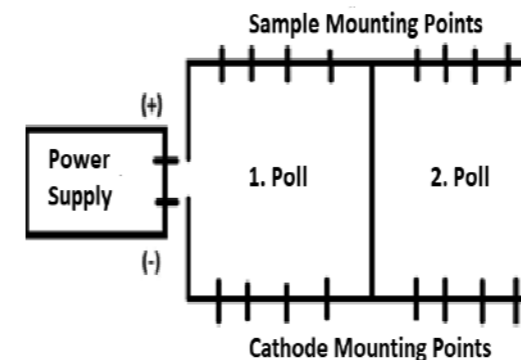 Sample Mounting Points
(+)
Power
Supply
1. Poll
2. Poll
(-)
Cathode Mounting Points